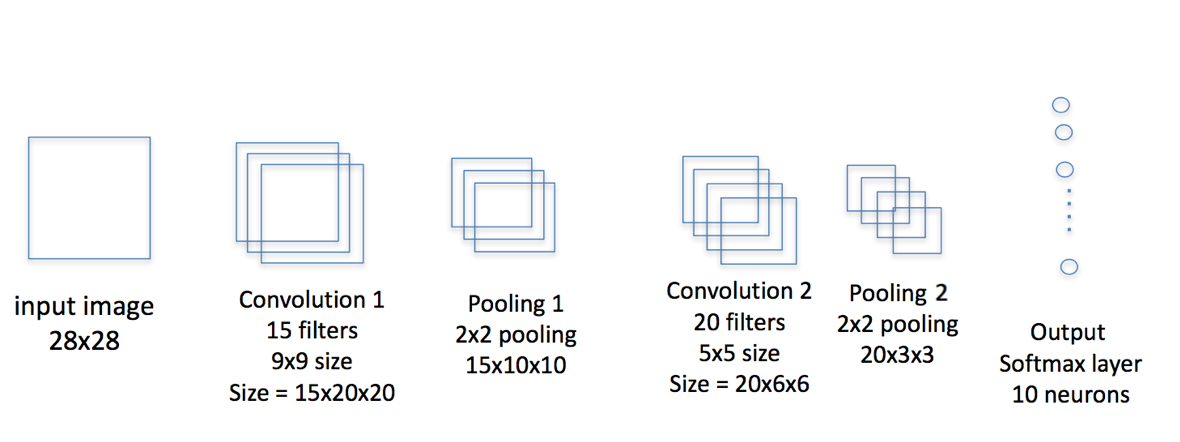 input image
28x28
Convolution 1
15 filters
9x9 size
Size = 15x20x20
Pooling 1
2x2 pooling
15x10x10
Convolution 2
20 filters
5x5 size
Size = 20x6x6
Pooling 2
2x2 pooling
20x3x3
Output
Softmax layer
10 neurons